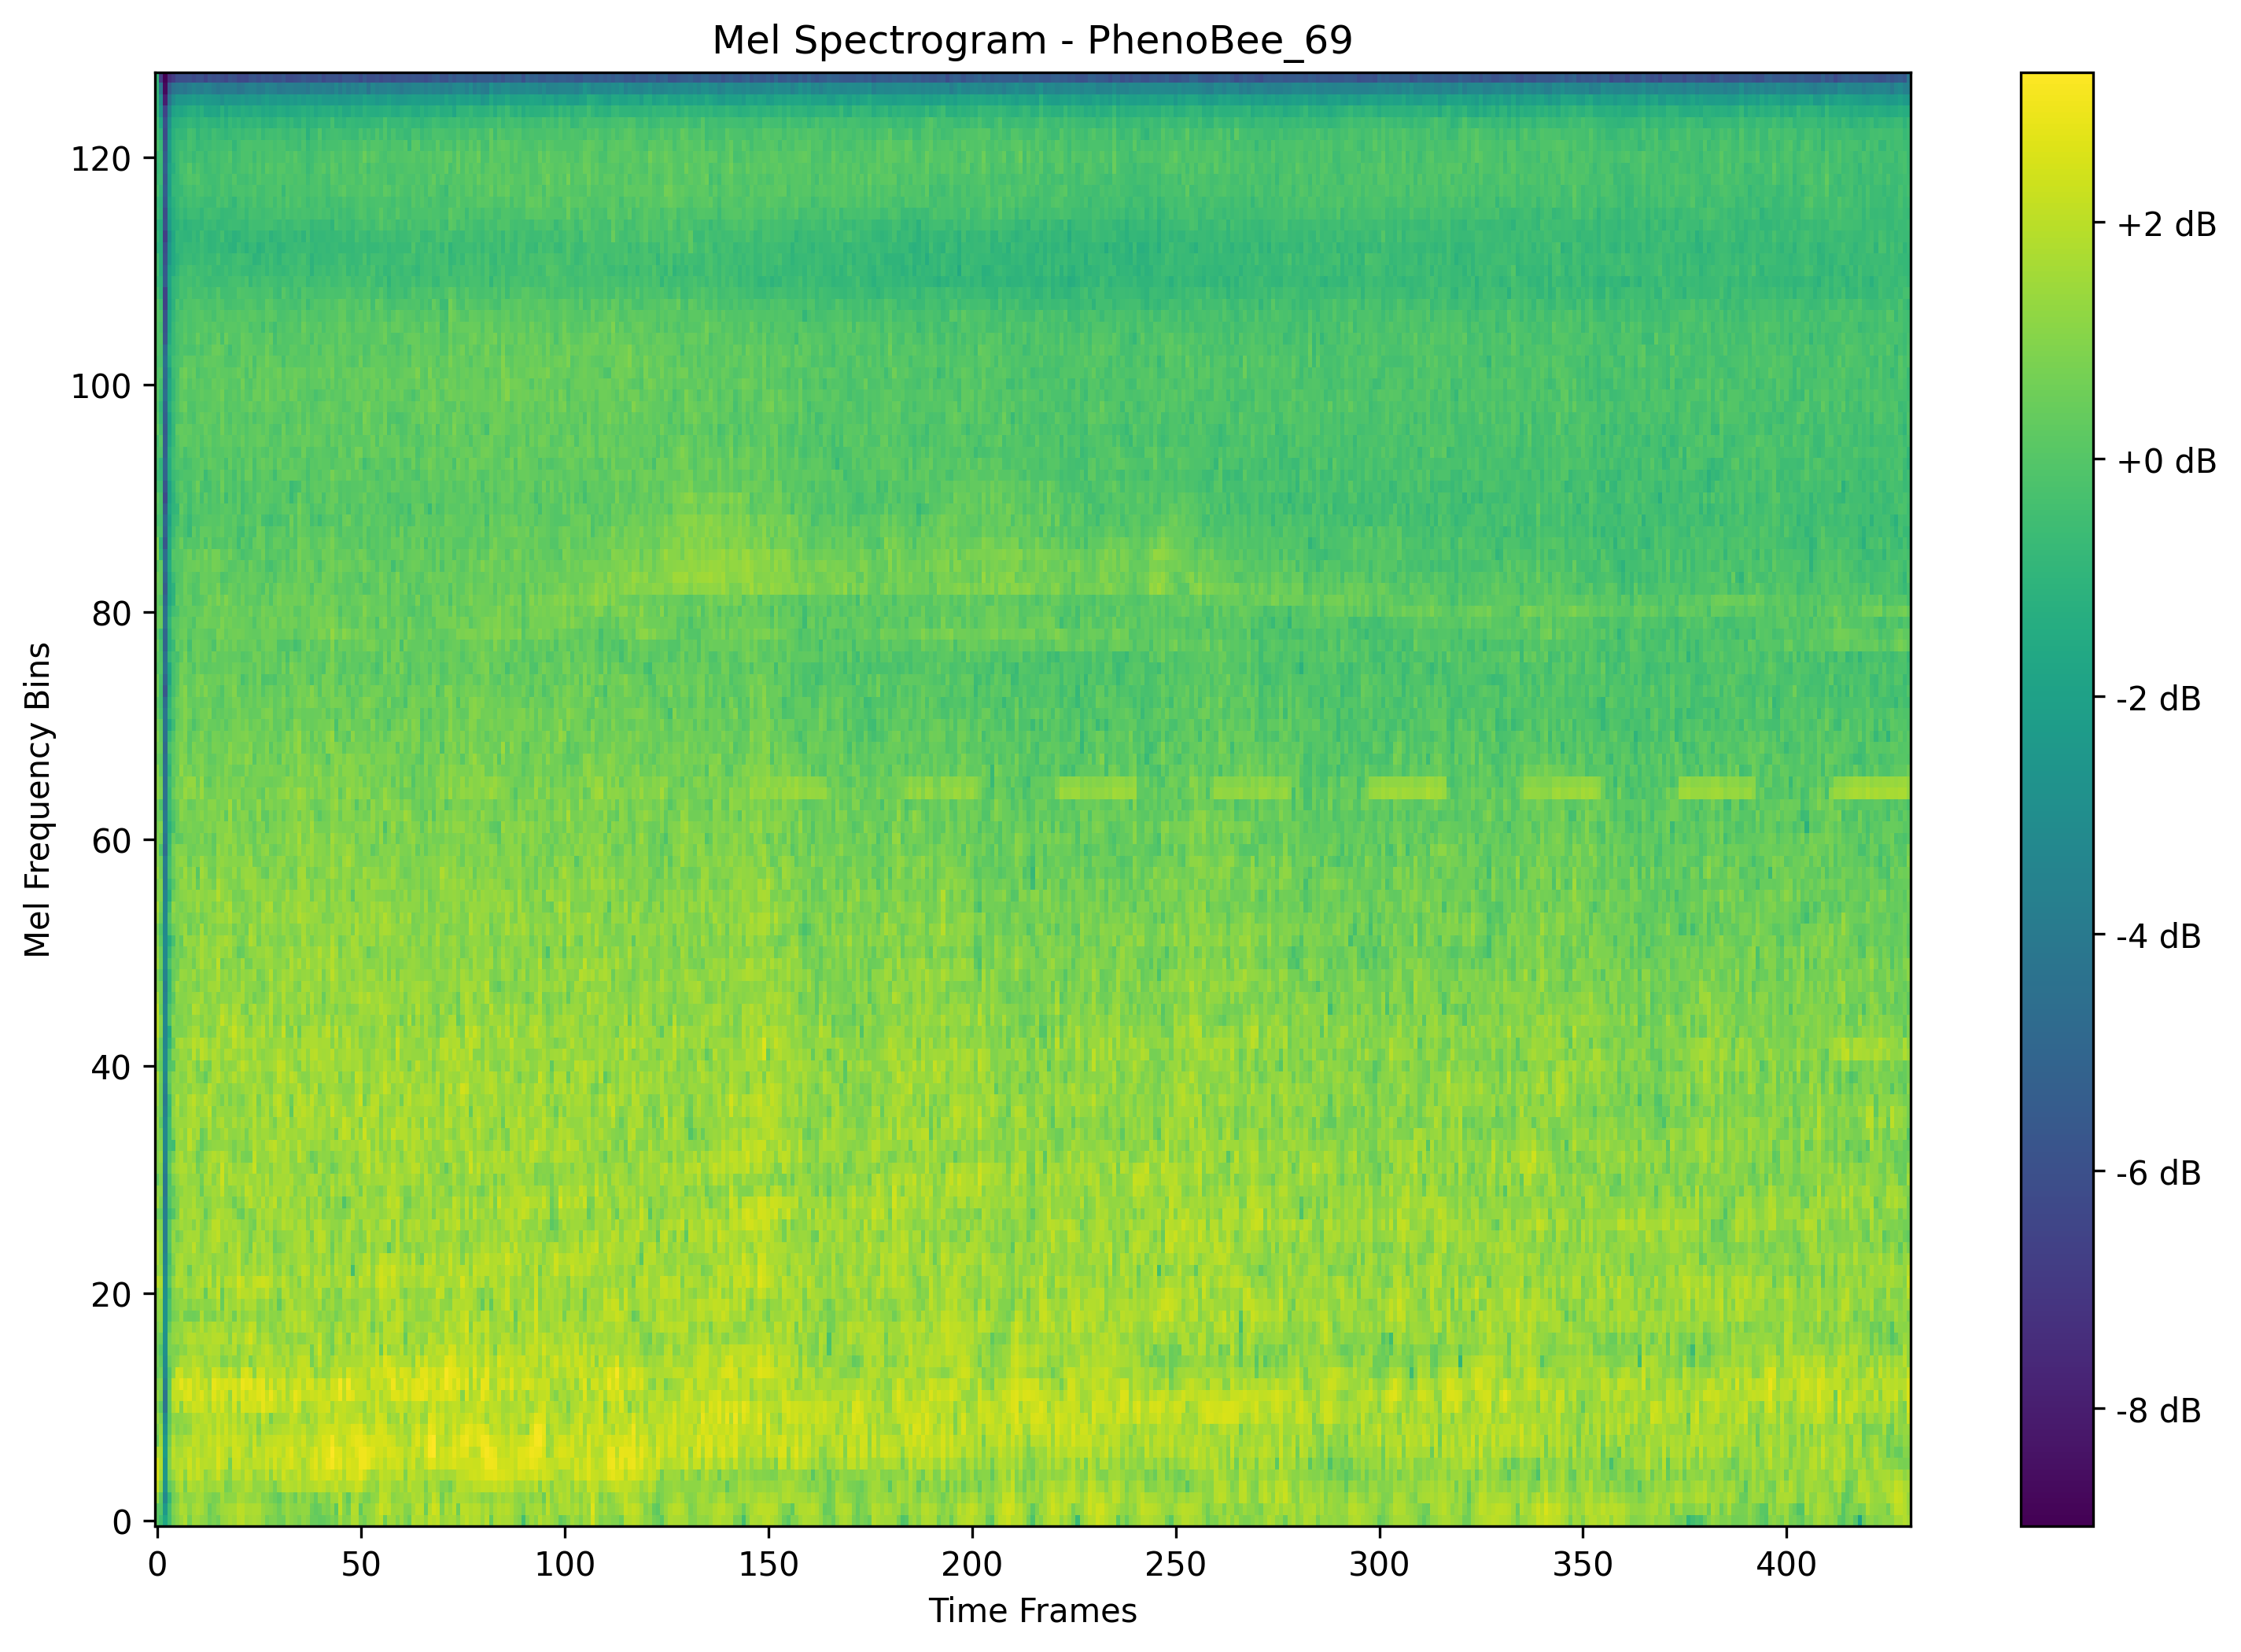 Mel Spectrogram - PhenoBee_69
Mel Frequency Bins
120
100
80
60
40
20
0
0 50 100 150 200 250 300 350 400
Time Frames
+2 dB
+0 dB
-2 dB
-4 dB
-6 dB
-8 dB